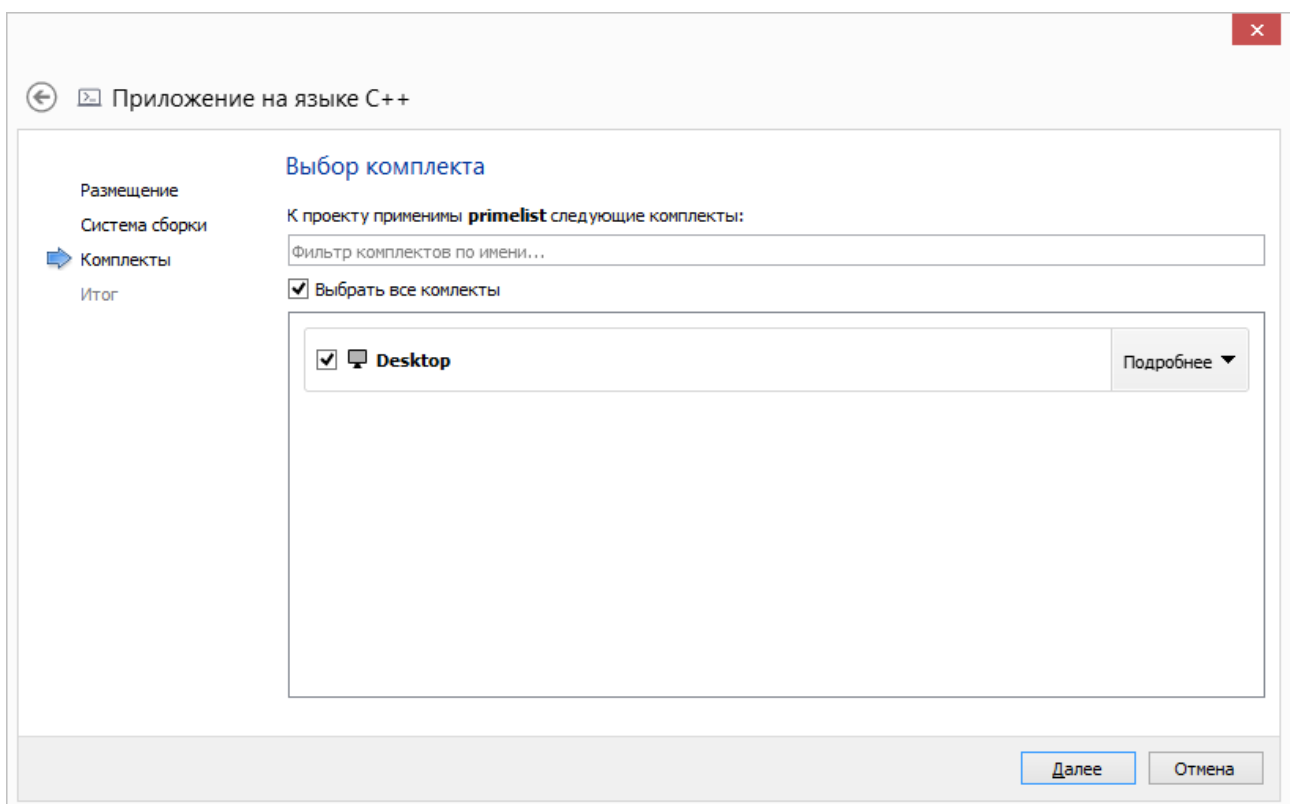 Приложение на языке C++
Выбор комплекта
Размещение
Система сборки
Комплекты
Итог
К проекту применимы primelist следующие комплекты:
Фильтр комплектов по имени...
Выбрать все комлекты
Desktop
Подробнее
Далее
Отмена